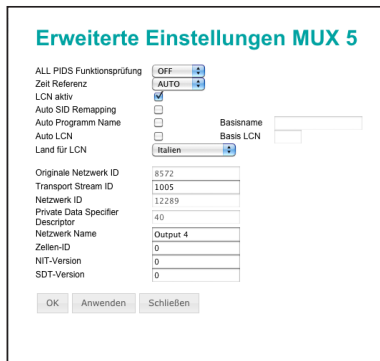 Erweiterte Einstellungen MUX 5
ALL PIDS Funktionsprüfung OFF
Zeit Referenz AUTO
LCN aktiv
Auto SID Remapping
Auto Programm Name Basisname
Auto LCN Basis LCN
Land für LCN Italien
Originale Netzwerk ID 8572
Transport Stream ID 1005
Netzwerk ID 12289
Private Data Specifier
Descriptor 40
Netzwerk Name Output 4
Zellen-ID 0
NIT-Version 0
SDT-Version 0
OK Anwenden Schließen